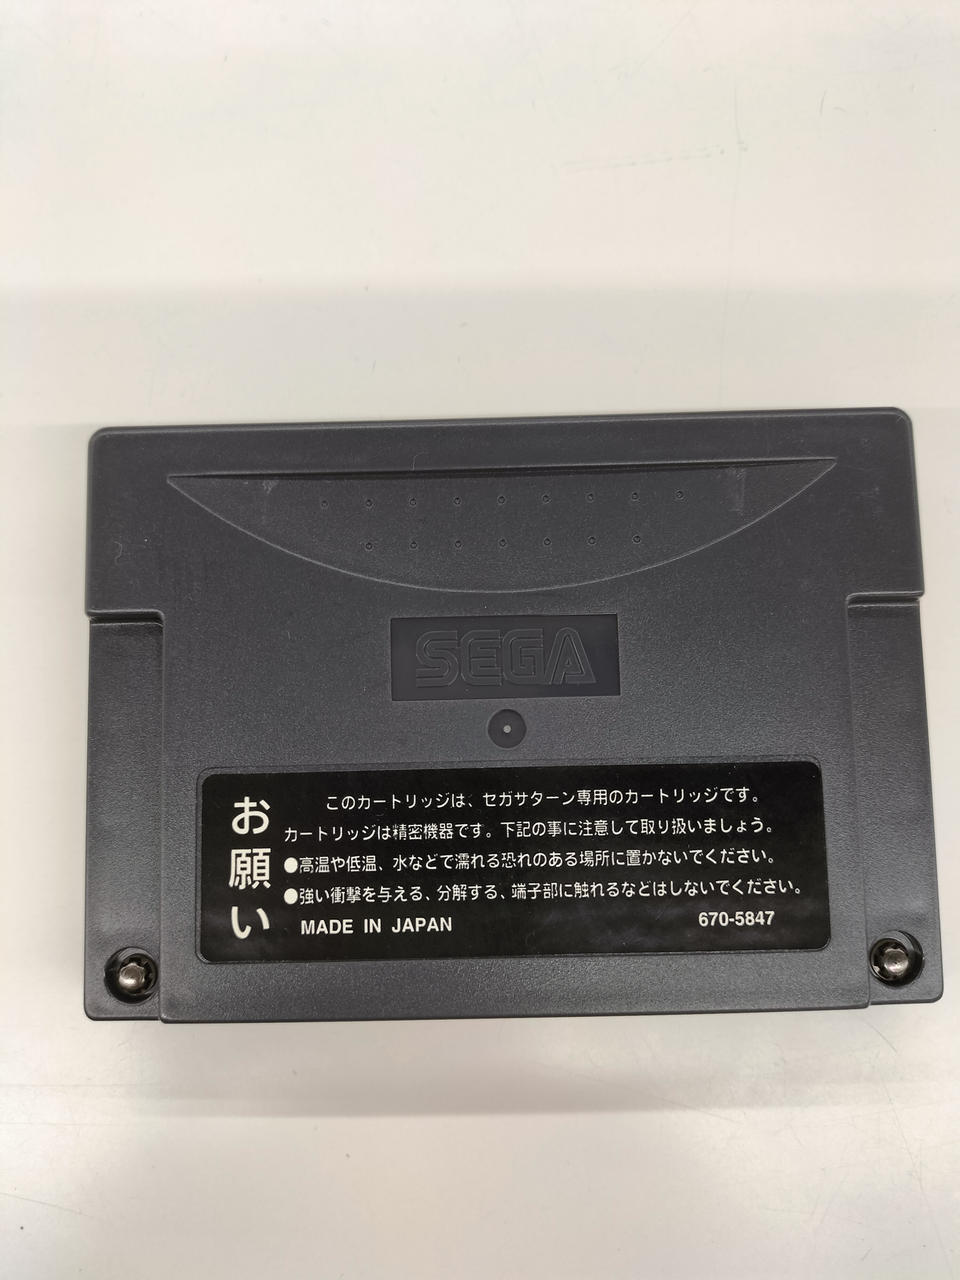 SEGA
お願い
このカートリッジは、セガサターン専用のカートリッジです。
カートリッジは精密機器です。下記の事に注意して取り扱いましょう。
●高温や低温、水などで濡れる恐れのある場所に置かないでください。
●強い衝撃を与える、分解する、端子部に触れるなどはしないでください。
MADE IN JAPAN 670-5847